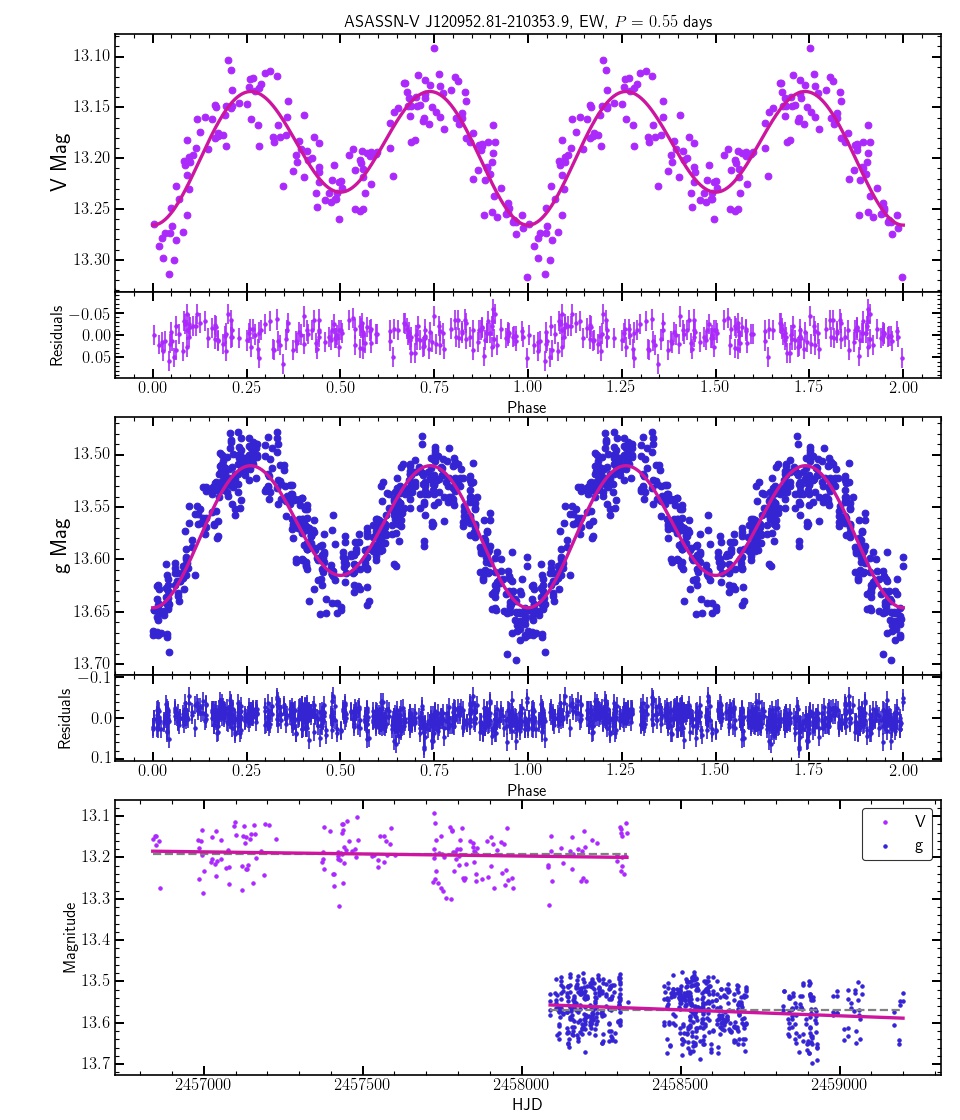 ASASSN-V J120952.81-210353.9, EW, P = 0.55 days
13.10
13.15
13.20
13.25
13.30
V Mag
−0.05
0.00
0.05
Residuals
0.00 0.25 0.50 0.75 1.00 1.25 1.50 1.75 2.00
Phase
13.50
13.55
13.60
13.65
13.70
g Mag
−0.1
0.0
0.1
Residuals
0.00 0.25 0.50 0.75 1.00 1.25 1.50 1.75 2.00
Phase
13.1
13.2
13.3
13.4
13.5
13.6
13.7
Magnitude
V
g
2457000 2457500 2458000 2458500 2459000
HJD